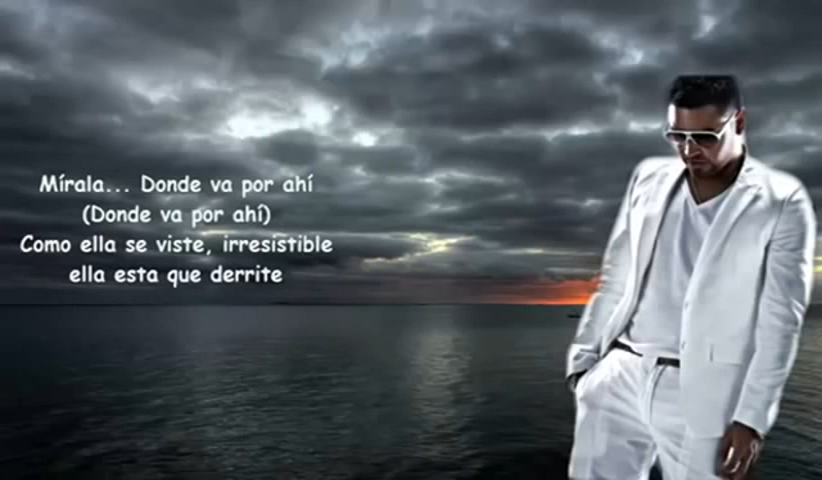 Mírala... Donde va por ahí
(Donde va por ahí)
Como ella se viste, irresistible
ella esta que derrite